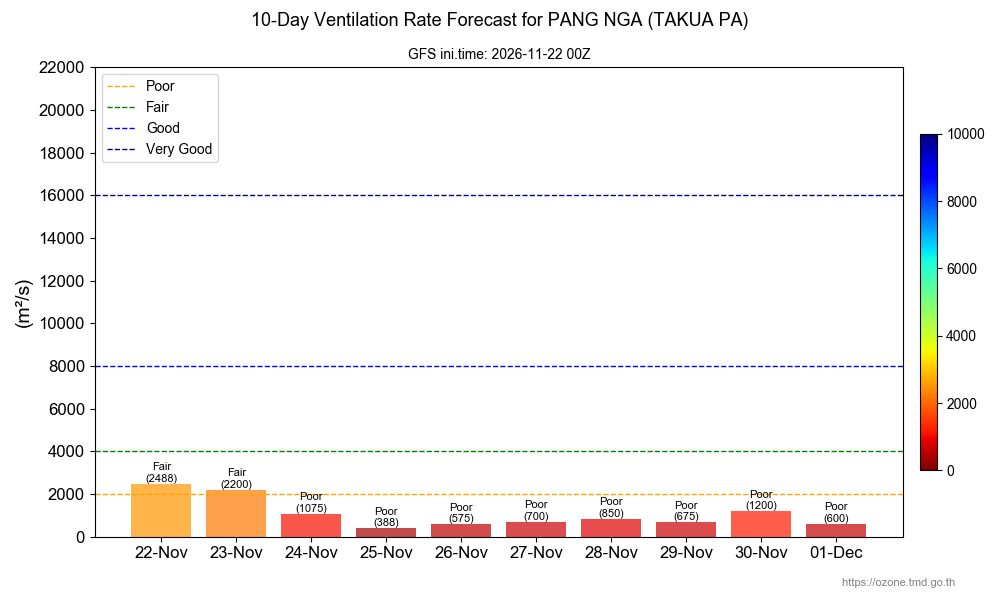 10-Day Ventilation Rate Forecast for PANG NGA (TAKUA PA)
GFS ini.time: 2026-11-22 00Z
22000
20000
18000
16000
14000
12000
10000
8000
6000
4000
2000
0
(m²/s)
Poor
Fair
Good
Very Good
Fair
(2488)
Fair
(2200)
Poor
(1075)
Poor
(388)
Poor
(575)
Poor
(700)
Poor
(850)
Poor
(675)
Poor
(1200)
Poor
(600)
22-Nov 23-Nov 24-Nov 25-Nov 26-Nov 27-Nov 28-Nov 29-Nov 30-Nov 01-Dec
10000
8000
6000
4000
2000
0
https://ozone.tmd.go.th